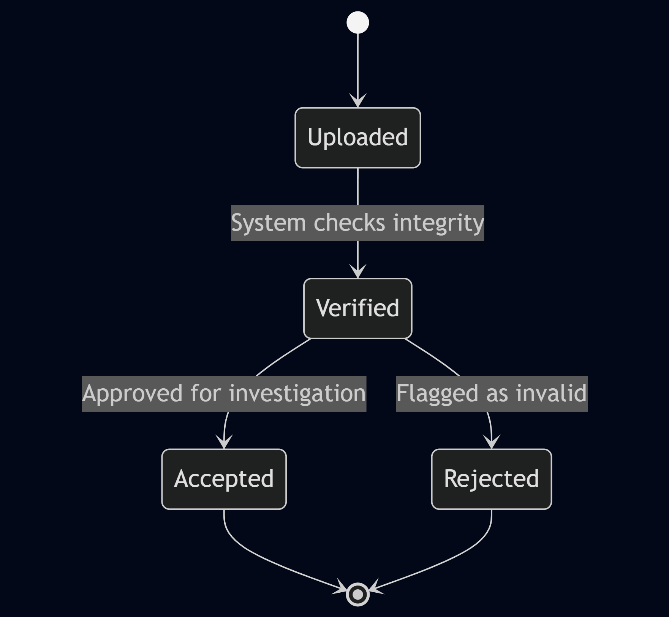 Uploaded
System checks integrity
Verified
Approved for investigation
Flagged as invalid
Accepted
Rejected